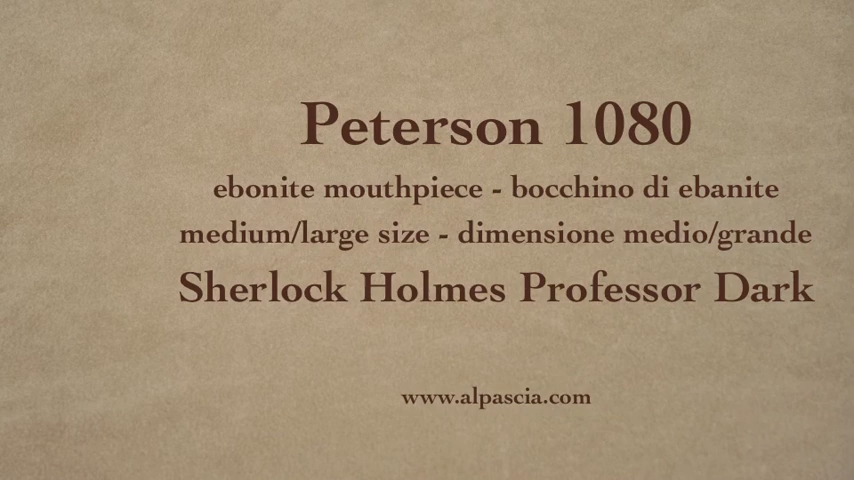 Peterson 1080
ebonite mouthpiece - bocchino di ebanite
medium/large size - dimensione medio/grande
Sherlock Holmes Professor Dark
www.alpascia.com